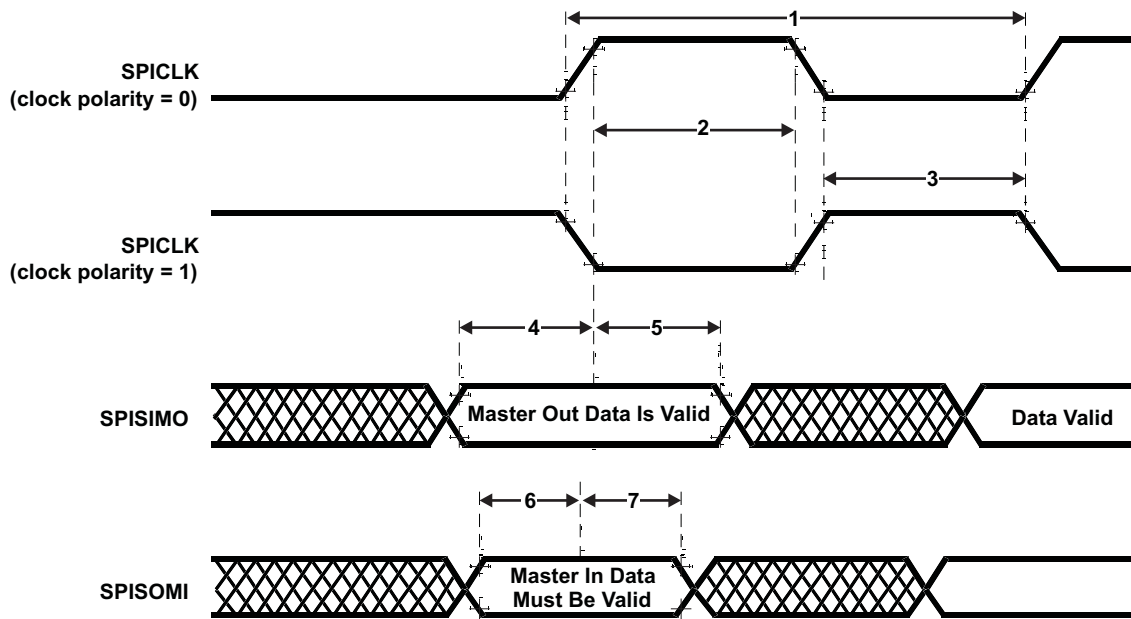 1
SPICLK
(clock polarity = 0)
2
3
SPICLK
(clock polarity = 1)
4
5
SPISIMO
Master Out Data Is Valid
Data Valid
6
7
SPISOMI
Master In Data
Must Be Valid